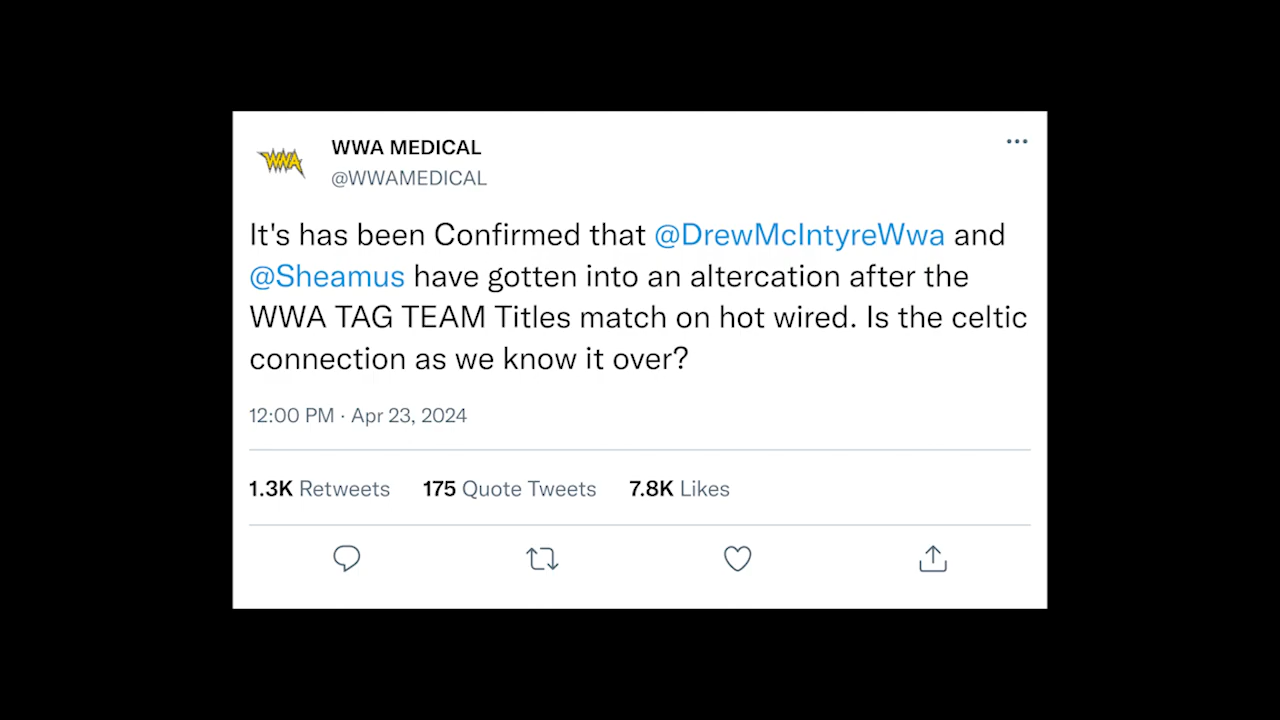 WWA
WWA MEDICAL
@WWAMEDICAL
It's has been Confirmed that @DrewMcIntyreWwa and
@Sheamus have gotten into an altercation after the
WWA TAG TEAM Titles match on hot wired. Is the celtic
connection as we know it over?
12:00 PM · Apr 23, 2024
1.3K Retweets 175 Quote Tweets 7.8K Likes